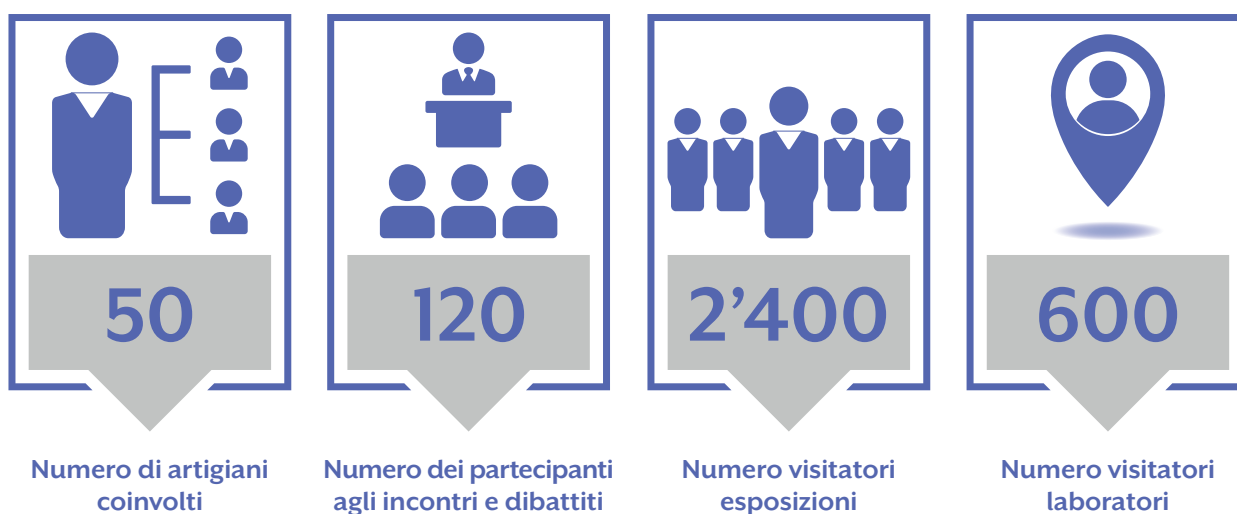 50
120
2’400
600
Numero di artigiani
coinvolti
Numero dei partecipanti
agli incontri e dibattiti
Numero visitatori
esposizioni
Numero visitatori
laboratori